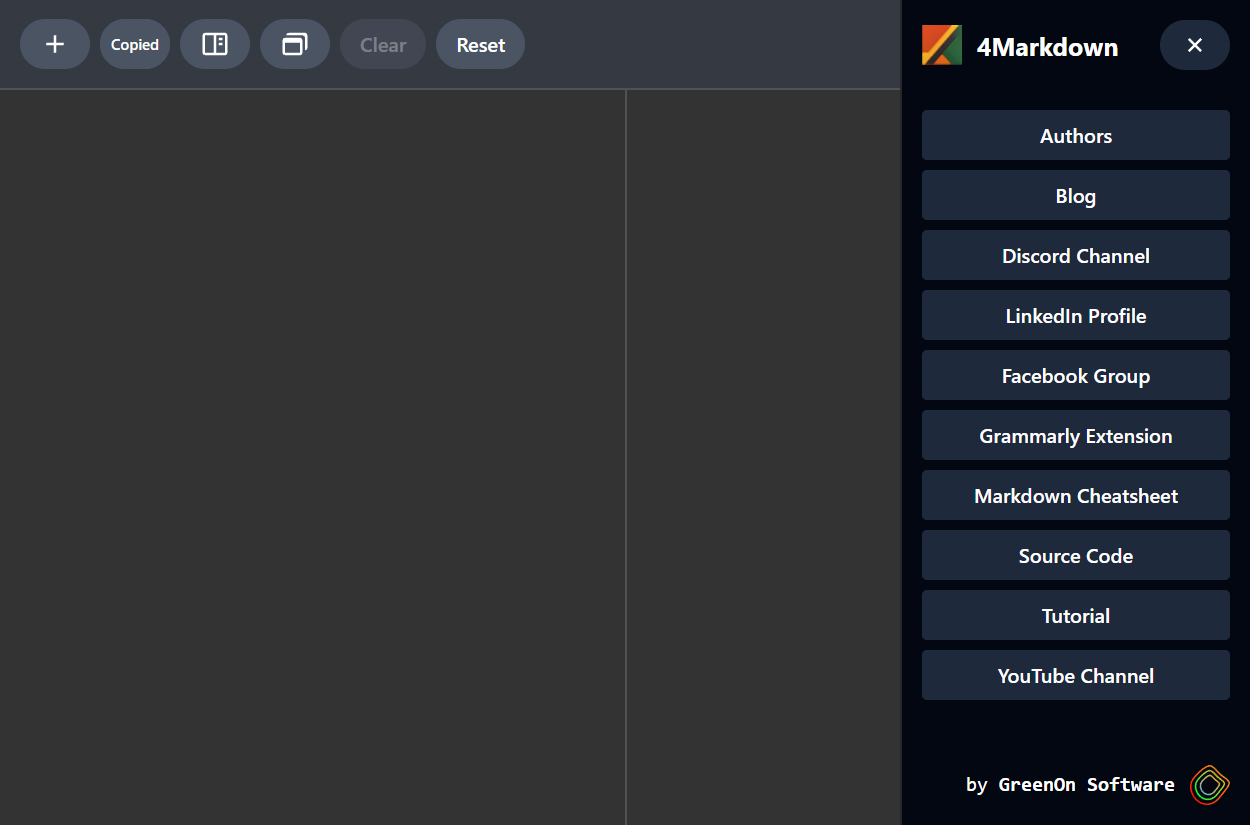 Copied
Clear
Reset
4Markdown
Authors
Blog
Discord Channel
LinkedIn Profile
Facebook Group
Grammarly Extension
Markdown Cheatsheet
Source Code
Tutorial
YouTube Channel
by GreenOn Software